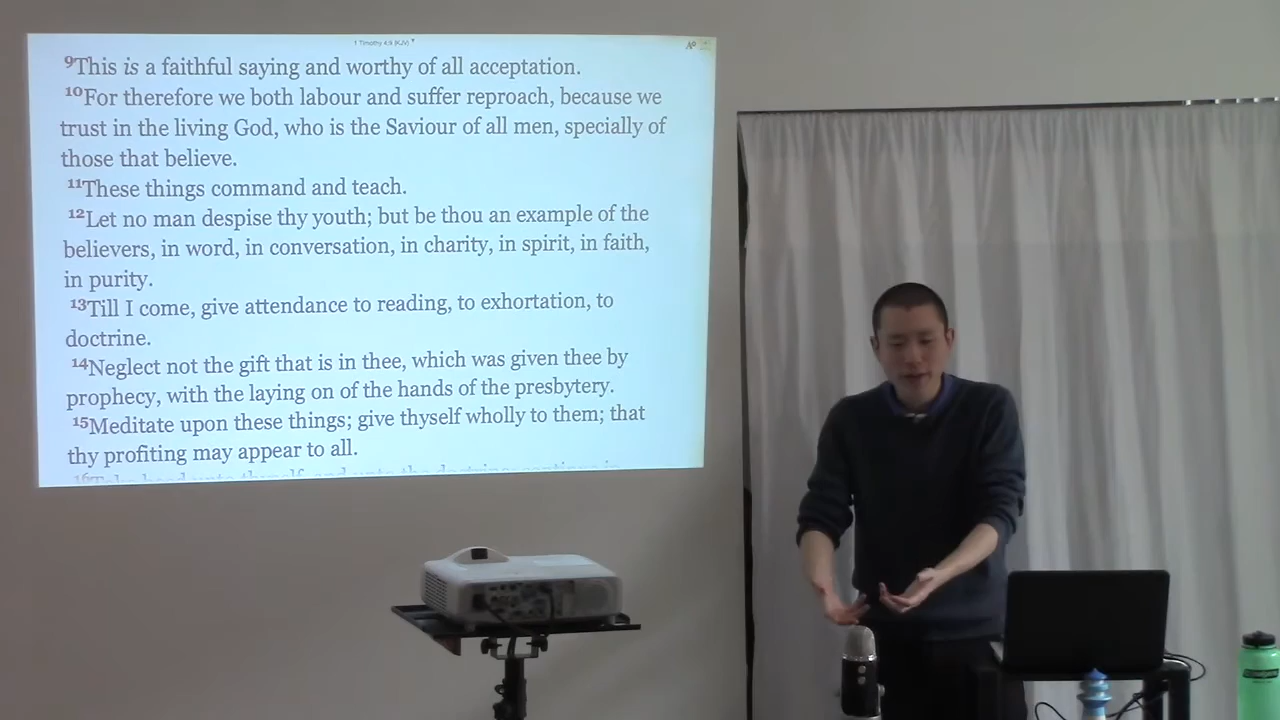 1 Timothy 4:9 (KJV)
9This is a faithful saying and worthy of all acceptation.
10For therefore we both labour and suffer reproach, because we
trust in the living God, who is the Saviour of all men, specially of
those that believe.
11These things command and teach.
12Let no man despise thy youth; but be thou an example of the
believers, in word, in conversation, in charity, in spirit, in faith,
in purity.
13Till I come, give attendance to reading, to exhortation, to
doctrine.
14Neglect not the gift that is in thee, which was given thee by
prophecy, with the laying on of the hands of the presbytery.
15Meditate upon these things; give thyself wholly to them; that
thy profiting may appear to all.